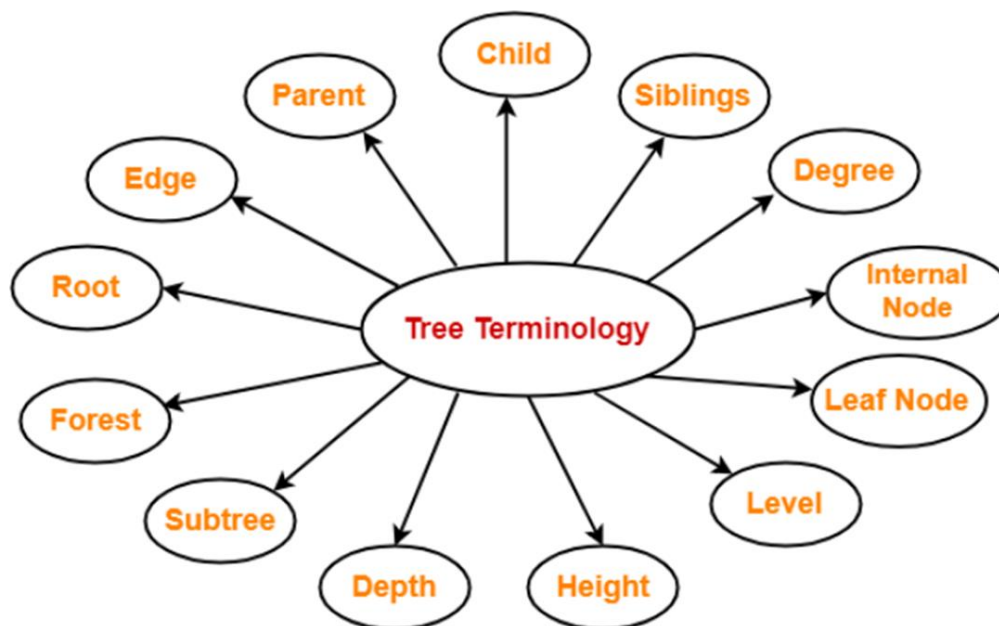 Child
Parent
Siblings
Edge
Degree
Root
Internal
Node
Tree Terminology
Forest
Leaf Node
Subtree
Level
Depth
Height